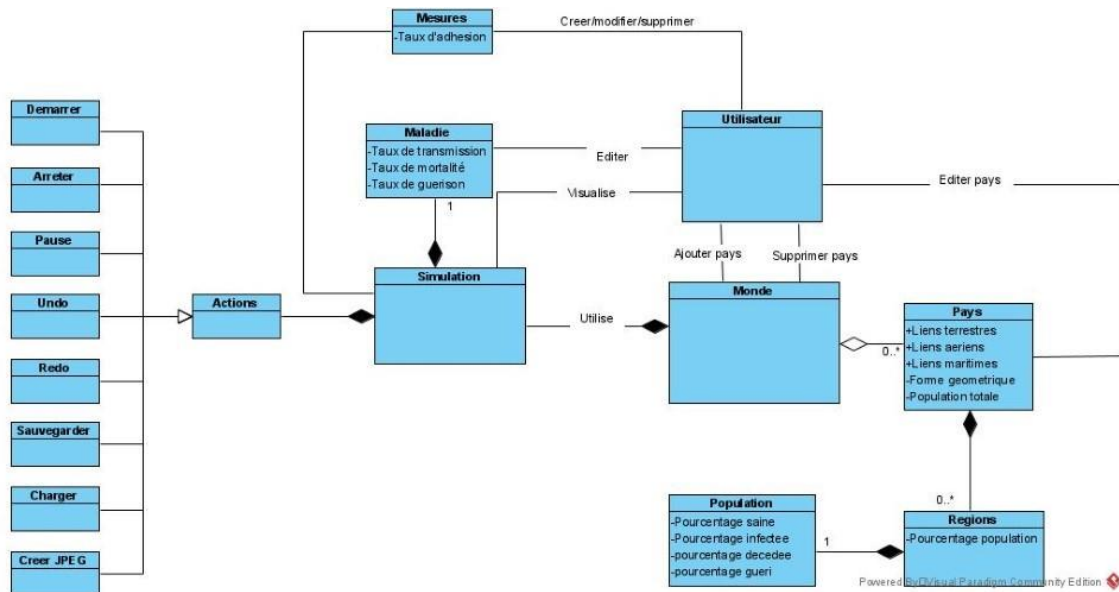 Mesures
-Taux d'adhesion
Creer/modifier/supprimer
Demarrer
Arreter
Pause
Undo
Redo
Sauvegarder
Charger
Creer JPEG
Actions
Maladie
-Taux de transmission
-Taux de mortalité
-Taux de guerison
1
Editer
Visualise
Utilisateur
Editer pays
Ajouter pays
Supprimer pays
Simulation
Utilise
Monde
0..*
Pays
+Liens terrestres
+Liens aeriens
+Liens maritimes
-Forme geometrique
-Population totale
0..*
Population
-Pourcentage saine
-Pourcentage infectee
-pourcentage decedee
-pourcentage gueri
1
Regions
-Pourcentage population
Powered By Visual Paradigm Community Edition